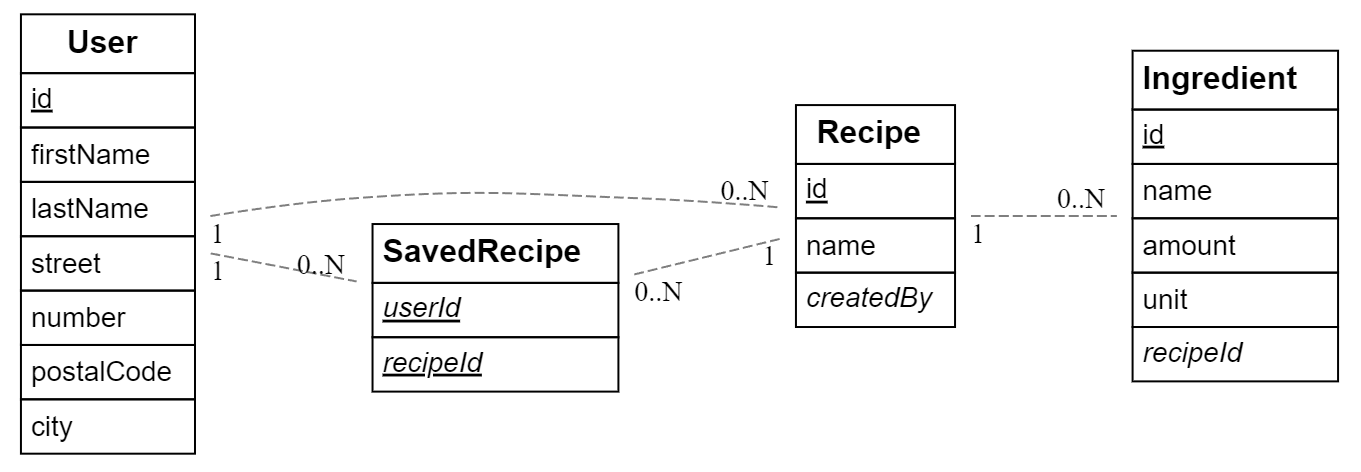 User
id
firstName
lastName
street
number
postalCode
city
1
1
0..N
0..N
SavedRecipe
userId
recipeId
0..N
1
Recipe
id
name
createdBy
1
0..N
Ingredient
id
name
amount
unit
recipeId